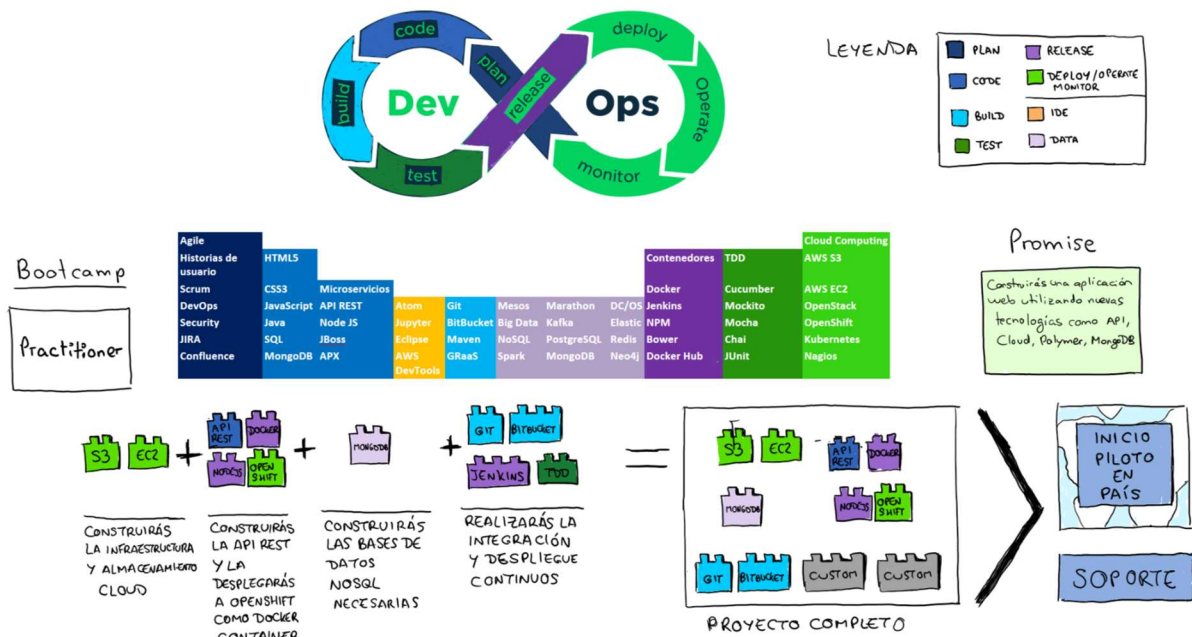 code
plan
build
Dev
test
release
deploy
Ops
Operate
monitor
LEYENDA
PLAN
CODE
BUILD
TEST
RELEASE
DEPLOY/OPERATE
MONITOR
IDE
DATA
Bootcamp
Practitioner
Agile
Historias de
usuario
Scrum
DevOps
Security
JIRA
Confluence
HTML5
CSS3
JavaScript
Java
SQL
MongoDB
Microservicios
API REST
Node JS
JBoss
APX
Atom
Jupyter
Eclipse
AWS
DevTools
Git
BitBucket
Maven
GRaaS
Mesos
Big Data
NoSQL
Spark
Marathon
Kafka
PostgreSQL
MongoDB
DC/OS
Elastic
Redis
Neo4j
Contenedores
Docker
Jenkins
NPM
Bower
Docker Hub
TDD
Cucumber
Mockito
Mocha
Chai
JUnit
Cloud Computing
AWS S3
AWS EC2
OpenStack
OpenShift
Kubernetes
Nagios
Promise
Construirás una aplicación
web utilizando nuevas
tecnologías como API,
Cloud, Polymer, MongoDB
S3
EC2
+
API
REST
DOCKER
NODEJS
OPEN
SHIFT
+
MONGODB
+
GIT
BITBUCKET
JENKINS
TDD
=
CONSTRUIRÁS
LA INFRAESTRUCTURA
Y ALMACENAMIENTO
CLOUD
CONSTRUIRÁS
LA API REST
Y LA
DESPLEGARÁS
A OPENSHIFT
COMO DOCKER
CONTAINER
CONSTRUIRÁS
LAS BASES DE
DATOS
NOSQL
NECESARIAS
REALIZARÁS LA
INTEGRACIÓN
Y DESPLIEGUE
CONTINUOS
S3
EC2
API
REST
DOCKER
MONGODB
NODEJS
OPEN
SHIFT
GIT
BITBUCKET
CUSTOM
CUSTOM
PROYECTO COMPLETO
INICIO
PILOTO
EN
PAÍS
SOPORTE